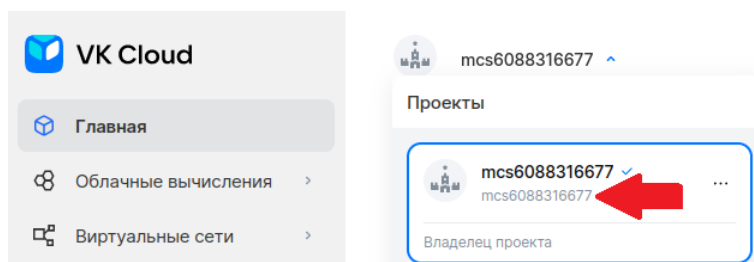 VK Cloud
Главная
Облачные вычисления
Виртуальные сети
mcs6088316677
Проекты
mcs6088316677
mcs6088316677
Владелец проекта